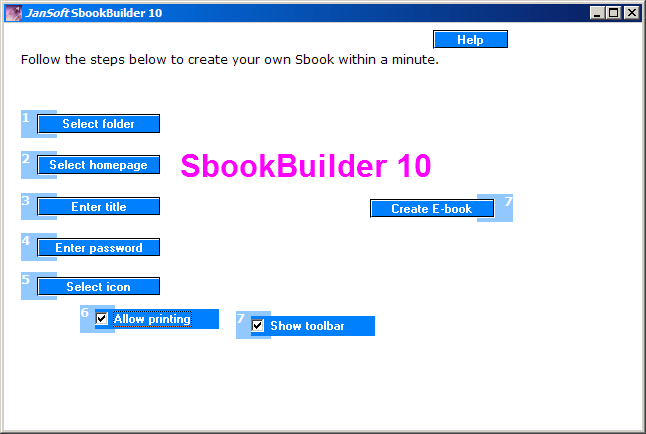 JanSoft SbookBuilder 10
Help
Follow the steps below to create your own Sbook within a minute.
1 Select folder
2 Select homepage
SbookBuilder 10
3 Enter title
Create E-book 7
4 Enter password
5 Select icon
6 Allow printing
7 Show toolbar